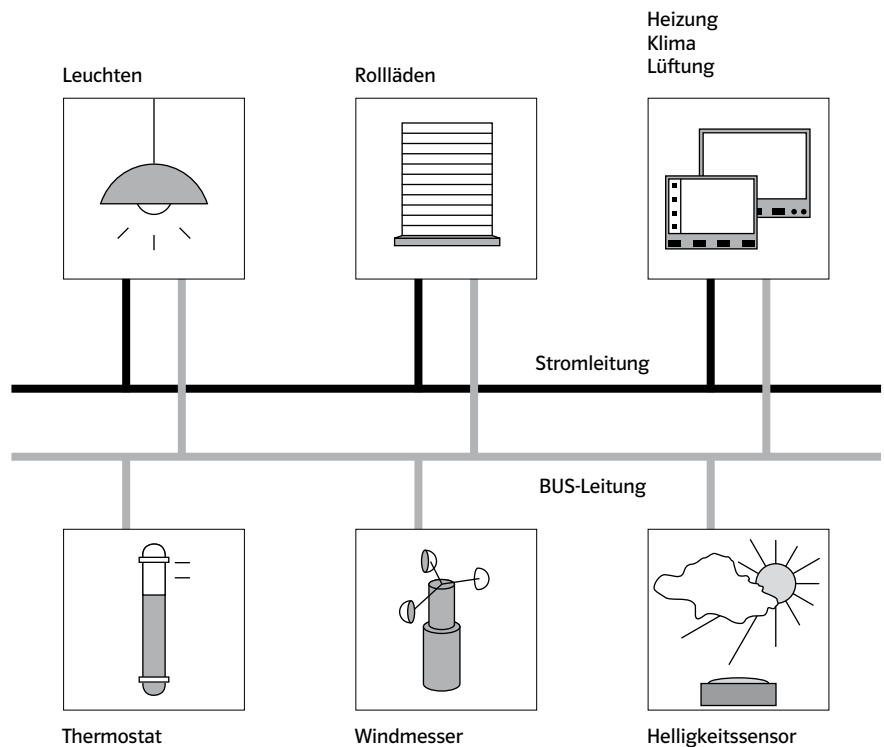 Leuchten
Rollläden
Heizung
Klima
Lüftung
Stromleitung
BUS-Leitung
Thermostat
Windmesser
Helligkeitssensor